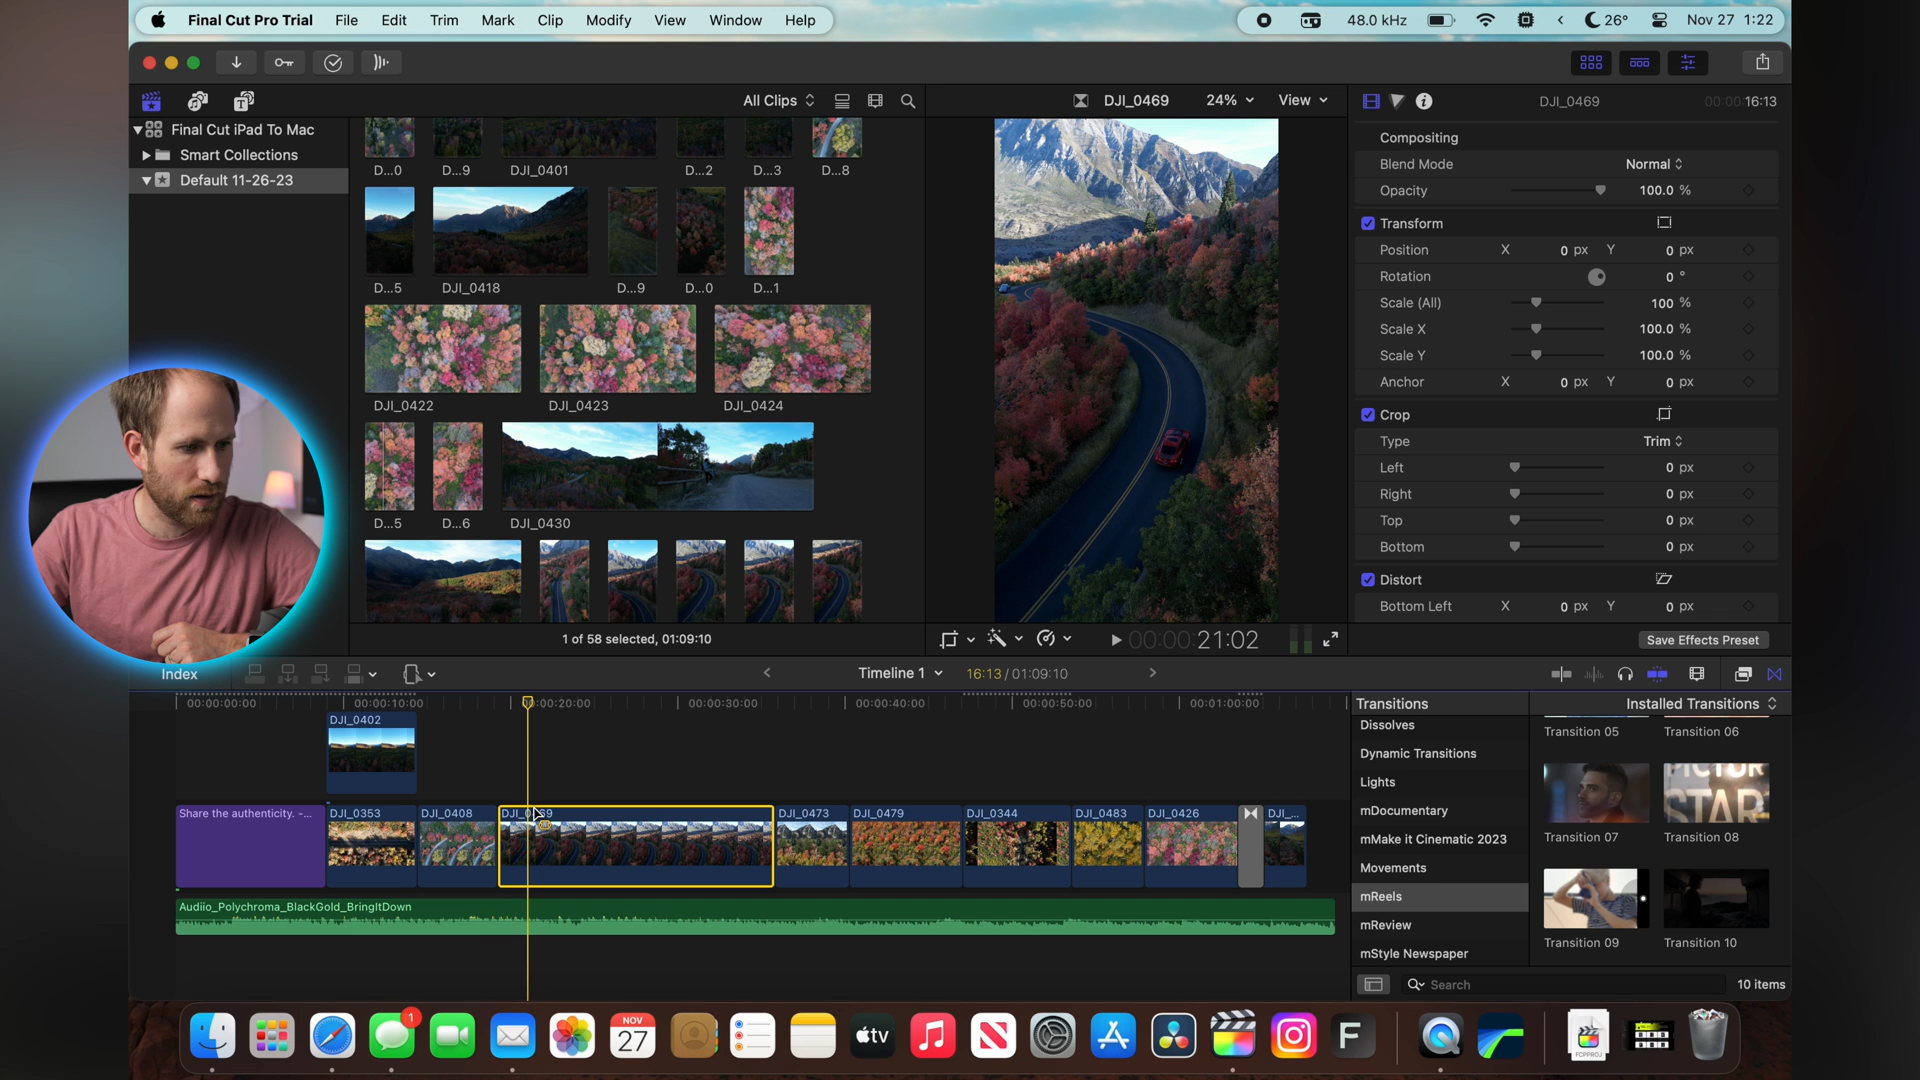 Final Cut Pro Trial File Edit Trim Mark Clip Modify View Window Help 48.0 kHz 26° Nov 27 1:22
All Clips DJI_0469 24% View DJI_0469 00:00:16:13
Final Cut iPad To Mac
Smart Collections
Default 11-26-23
D...0 D...9 DJI_0401 D...2 D...3 D...8
D...5 DJI_0418 D...9 D...0 D...1
DJI_0422 DJI_0423 DJI_0424
D...5 D...6 DJI_0430
1 of 58 selected, 01:09:10
00:00:21:02
Compositing
Blend Mode Normal
Opacity 100.0 %
Transform
Position X 0 px Y 0 px
Rotation 0 °
Scale (All) 100 %
Scale X 100.0 %
Scale Y 100.0 %
Anchor X 0 px Y 0 px
Crop
Type Trim
Left 0 px
Right 0 px
Top 0 px
Bottom 0 px
Distort
Bottom Left X 0 px Y 0 px
Save Effects Preset
Index Timeline 1 16:13 / 01:09:10
00:00:00:00 00:00:10:00 00:00:20:00 00:00:30:00 00:00:40:00 00:00:50:00 00:01:00:00
DJI_0402
Share the authenticity. -... DJI_0353 DJI_0408 DJI_0469 DJI_0473 DJI_0479 DJI_0344 DJI_0483 DJI_0426 DJI_...
Audiio_Polychroma_BlackGold_BringItDown
Transitions Installed Transitions
Dissolves
Dynamic Transitions
Lights
mDocumentary
mMake it Cinematic 2023
Movements
mReels
mReview
mStyle Newspaper
Transition 05 Transition 06
STAR
Transition 07 Transition 08
Transition 09 Transition 10
Search 10 items
1 NOV 27 tv F FCPPROJ